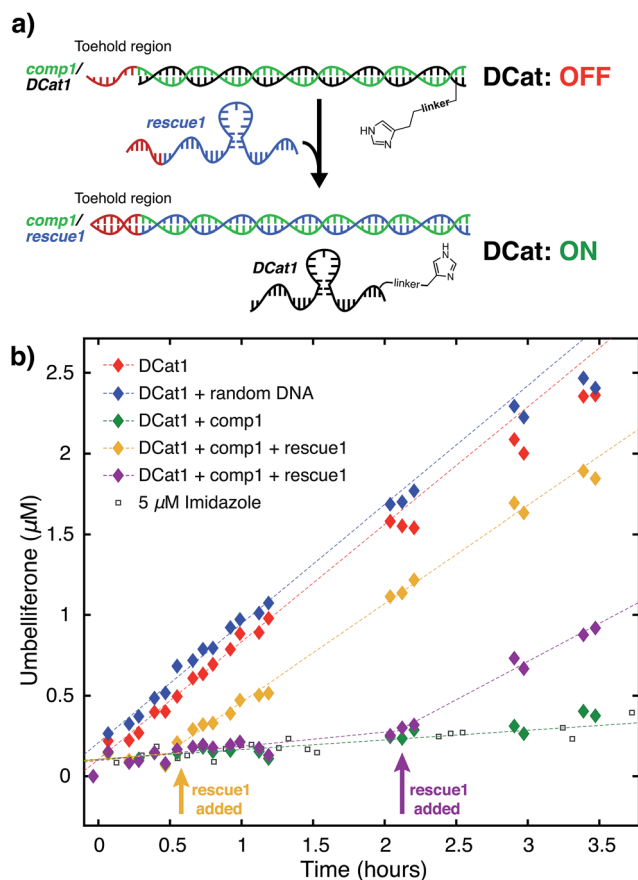 a)
Toehold region
comp1/
DCat1
DCat: OFF
linker
HN
N
rescue1
Toehold region
comp1/
rescue1
DCat: ON
DCat1
linker
H
N
N
b)
DCat1
DCat1 + random DNA
DCat1 + comp1
DCat1 + comp1 + rescue1
DCat1 + comp1 + rescue1
5 μM Imidazole
Umbelliferone (μM)
2.5
2
1.5
1
0.5
0
rescue1
added
rescue1
added
0 0.5 1 1.5 2 2.5 3 3.5
Time (hours)